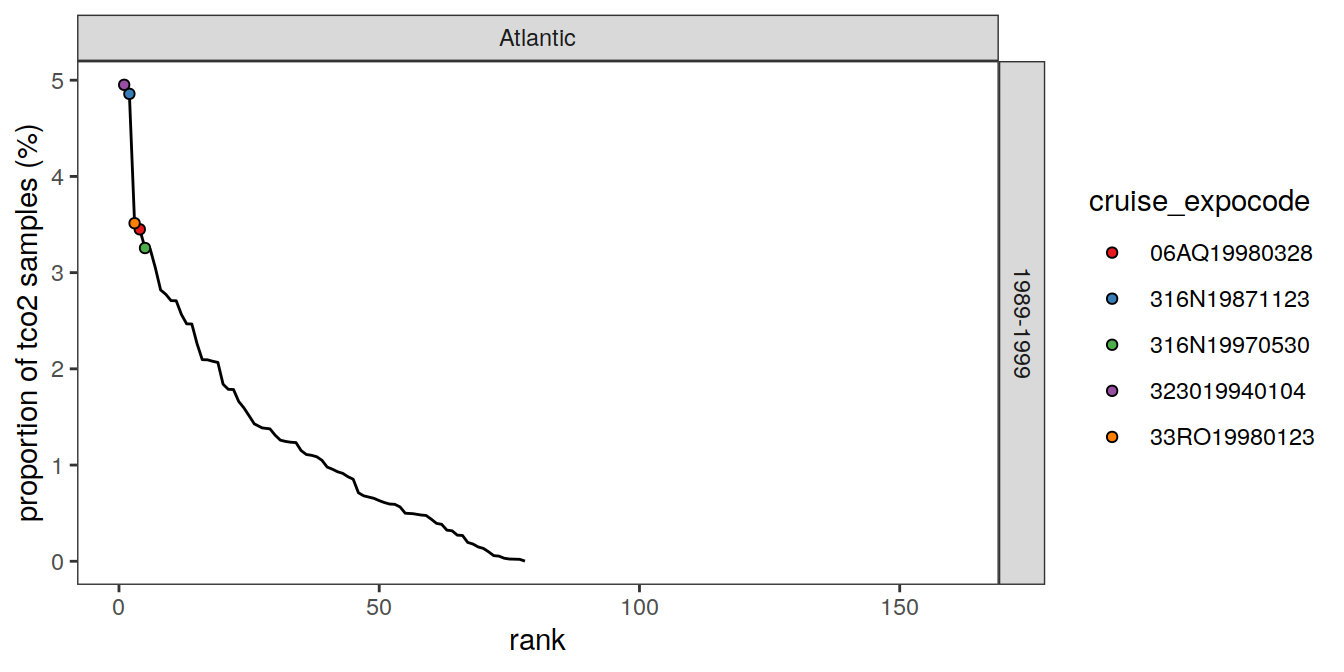 Atlantic
1989-1999
proportion of tco2 samples (%)
5
4
3
2
1
0
0
50
100
150
rank
cruise_expocode
06AQ19980328
316N19871123
316N19970530
323019940104
33RO19980123